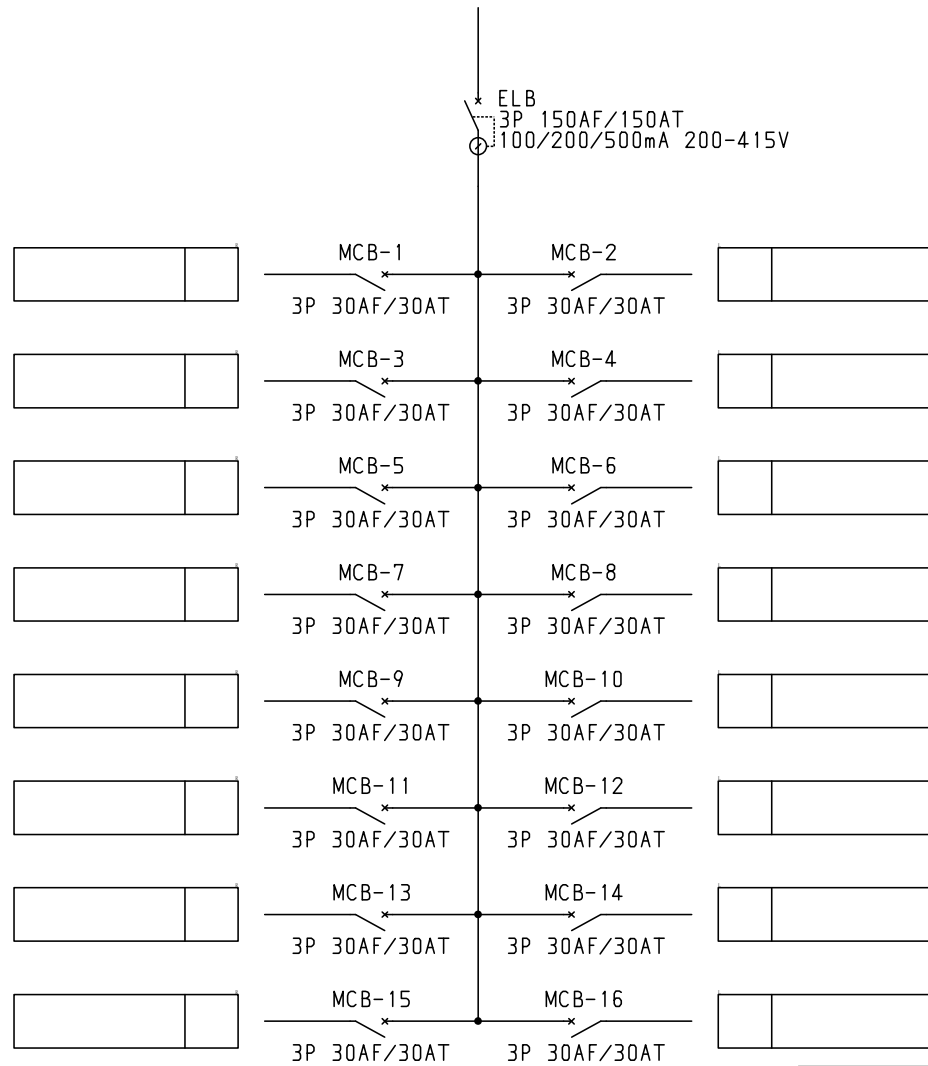 ELB
3P 150AF/150AT
100/200/500mA 200-415V
MCB-1 MCB-2
3P 30AF/30AT 3P 30AF/30AT
MCB-3 MCB-4
3P 30AF/30AT 3P 30AF/30AT
MCB-5 MCB-6
3P 30AF/30AT 3P 30AF/30AT
MCB-7 MCB-8
3P 30AF/30AT 3P 30AF/30AT
MCB-9 MCB-10
3P 30AF/30AT 3P 30AF/30AT
MCB-11 MCB-12
3P 30AF/30AT 3P 30AF/30AT
MCB-13 MCB-14
3P 30AF/30AT 3P 30AF/30AT
MCB-15 MCB-16
3P 30AF/30AT 3P 30AF/30AT